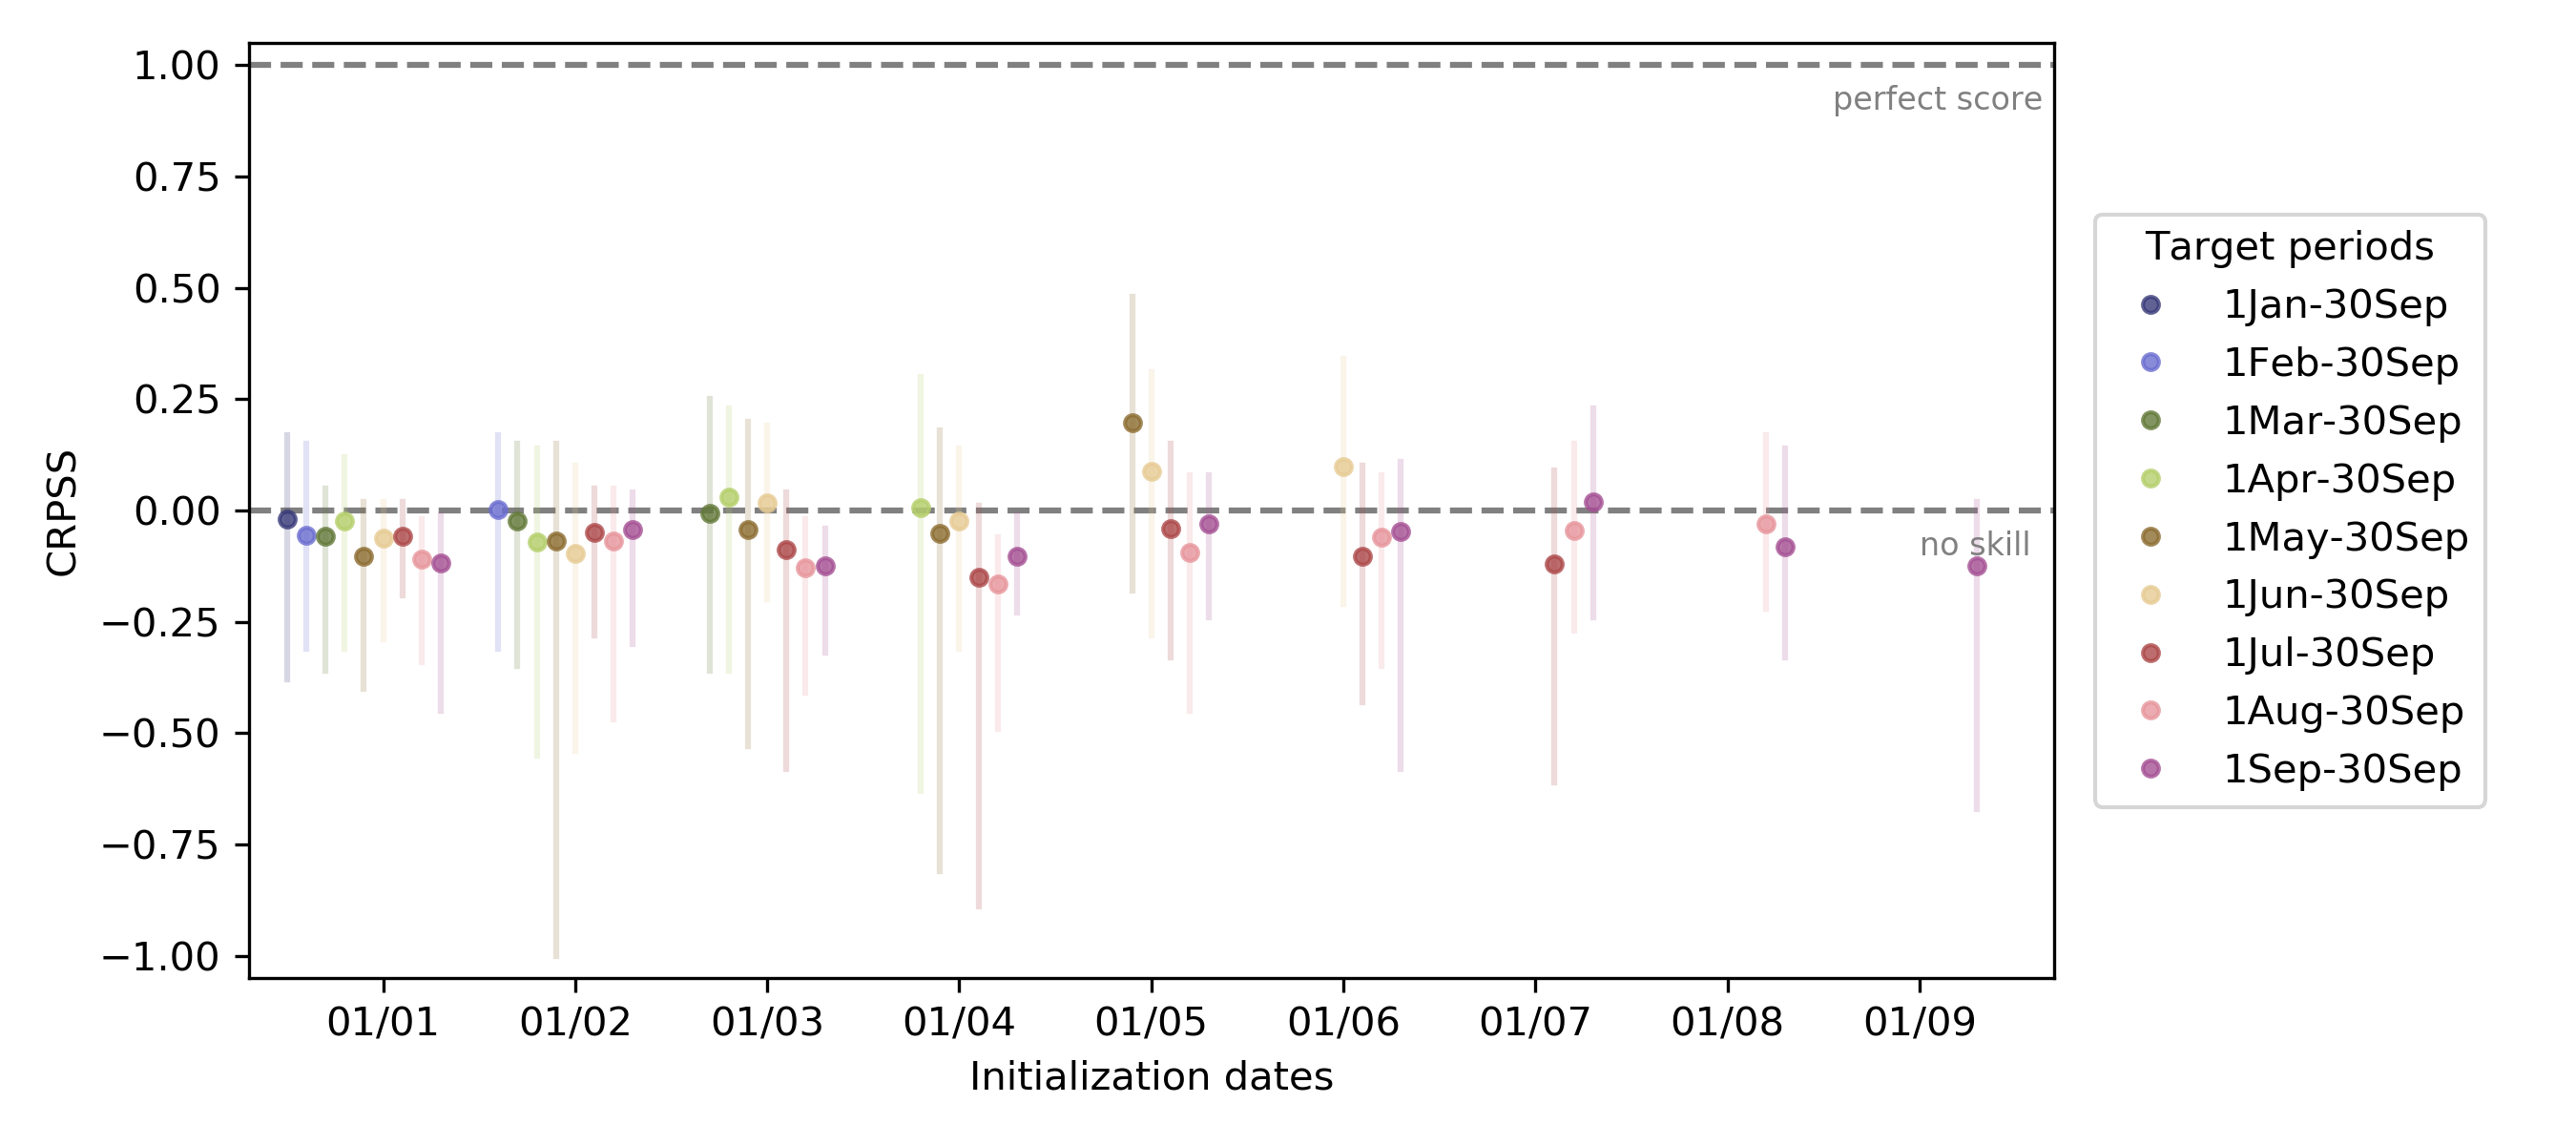 1.00
perfect score
0.75
0.50
0.25
0.00
no skill
−0.25
−0.50
−0.75
−1.00
CRPSS
01/01 01/02 01/03 01/04 01/05 01/06 01/07 01/08 01/09
Initialization dates
Target periods
1Jan-30Sep
1Feb-30Sep
1Mar-30Sep
1Apr-30Sep
1May-30Sep
1Jun-30Sep
1Jul-30Sep
1Aug-30Sep
1Sep-30Sep